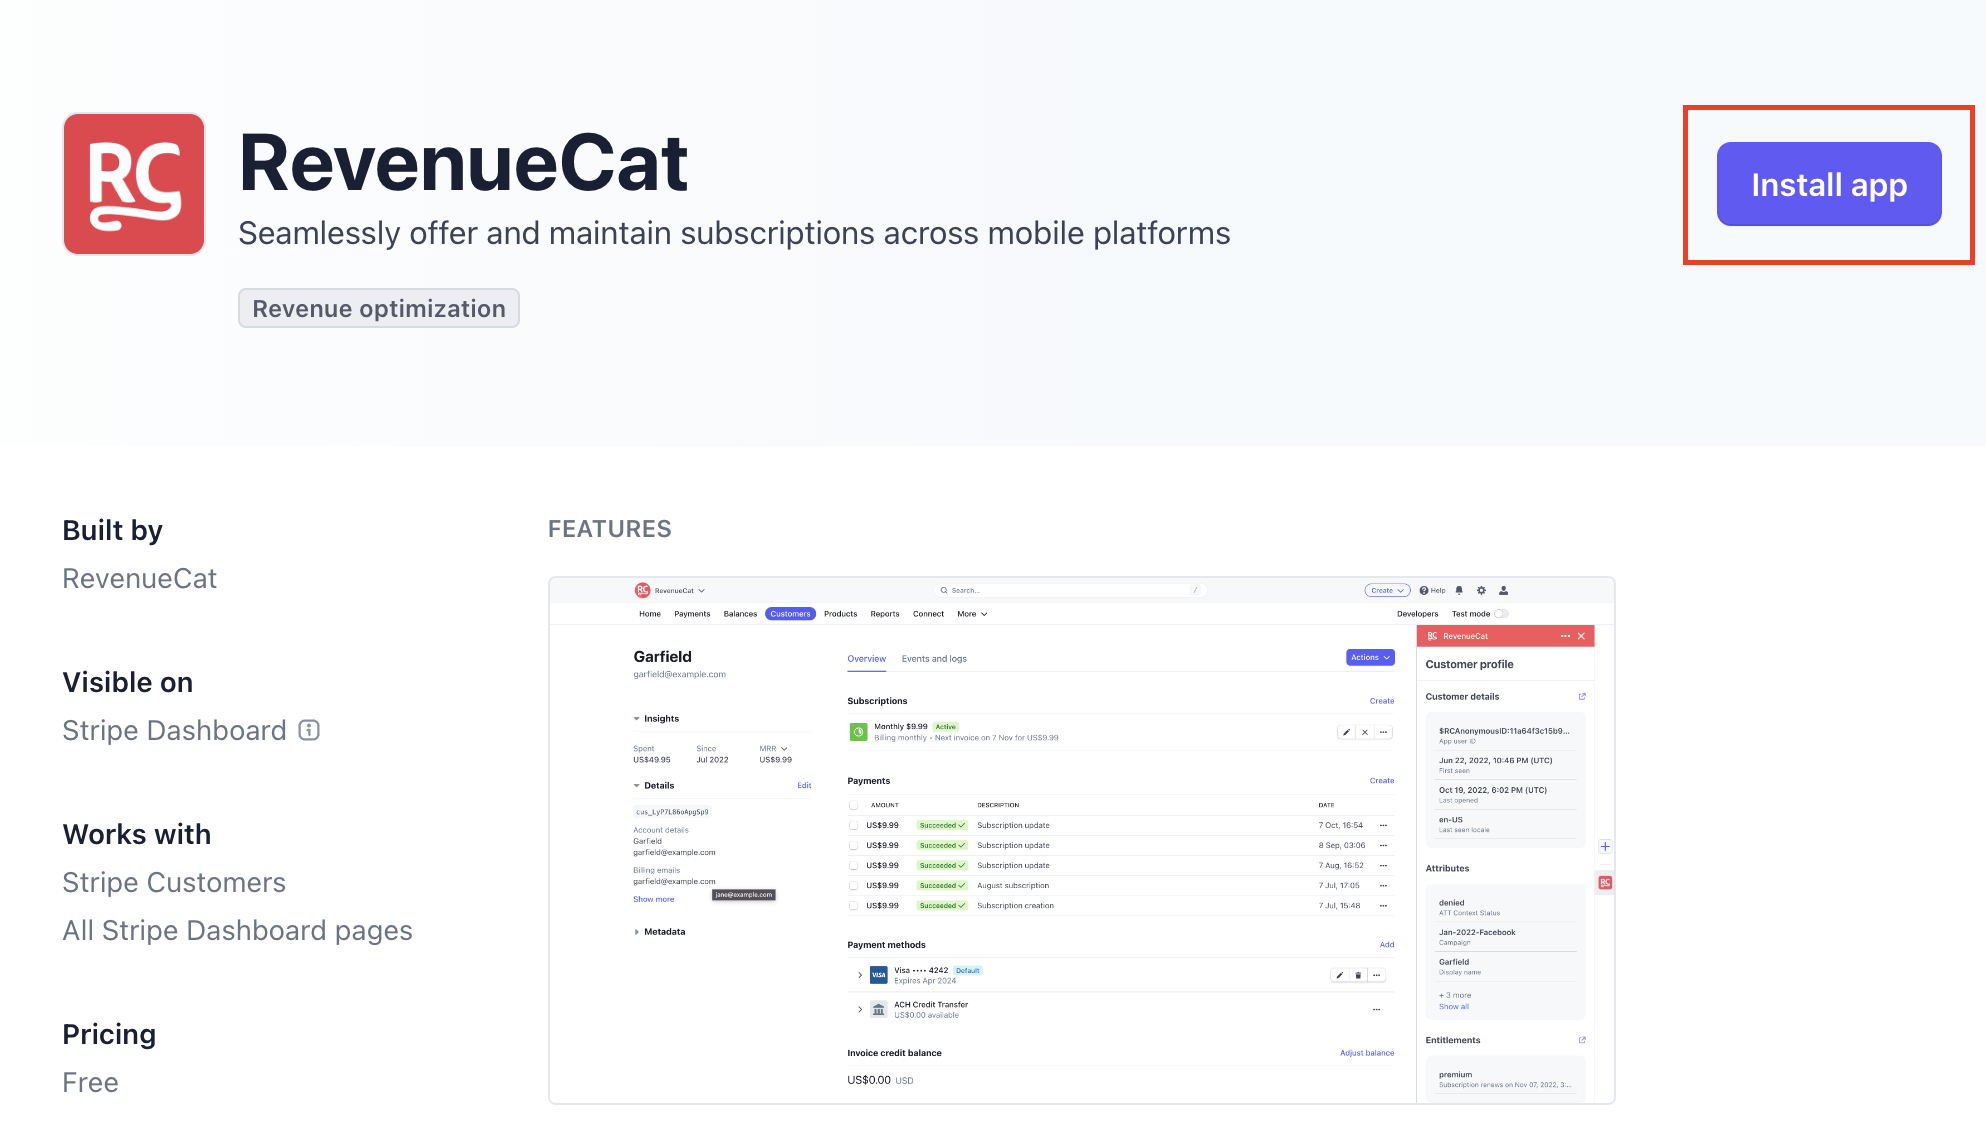 RC
RevenueCat
Seamlessly offer and maintain subscriptions across mobile platforms
Revenue optimization
Install app
Built by
RevenueCat
Visible on
Stripe Dashboard
Works with
Stripe Customers
All Stripe Dashboard pages
Pricing
Free
FEATURES
RC RevenueCat
Search... /
Create Help
Home Payments Balances Customers Products Reports Connect More
Developers Test mode
Garfield
garfield@example.com
Insights
Spent Since MRR
US$49.95 Jul 2022 US$9.99
Details Edit
cus_LyP7L86oApgSp9
Account details
Garfield
garfield@example.com
Billing emails
garfield@example.com
jane@example.com
Show more
Metadata
Overview Events and logs Actions
Subscriptions Create
Monthly $9.99 Active
Billing monthly • Next invoice on 7 Nov for US$9.99
Payments Create
AMOUNT DESCRIPTION DATE
US$9.99 Succeeded Subscription update 7 Oct, 16:54
US$9.99 Succeeded Subscription update 8 Sep, 03:06
US$9.99 Succeeded Subscription update 7 Aug, 16:52
US$9.99 Succeeded August subscription 7 Jul, 17:05
US$9.99 Succeeded Subscription creation 7 Jul, 15:48
Payment methods Add
VISA Visa •••• 4242 Default
Expires Apr 2024
ACH Credit Transfer
US$0.00 available
Invoice credit balance Adjust balance
US$0.00 USD
RC RevenueCat
Customer profile
Customer details
$RCAnonymousID:11a64f3c15b9...
App user ID
Jun 22, 2022, 10:46 PM (UTC)
First seen
Oct 19, 2022, 6:02 PM (UTC)
Last opened
en-US
Last seen locale
Attributes
denied
ATT Context Status
Jan-2022-Facebook
Campaign
Garfield
Display name
+ 3 more
Show all
Entitlements
premium
Subscription renews on Nov 07, 2022, 3:...
RC